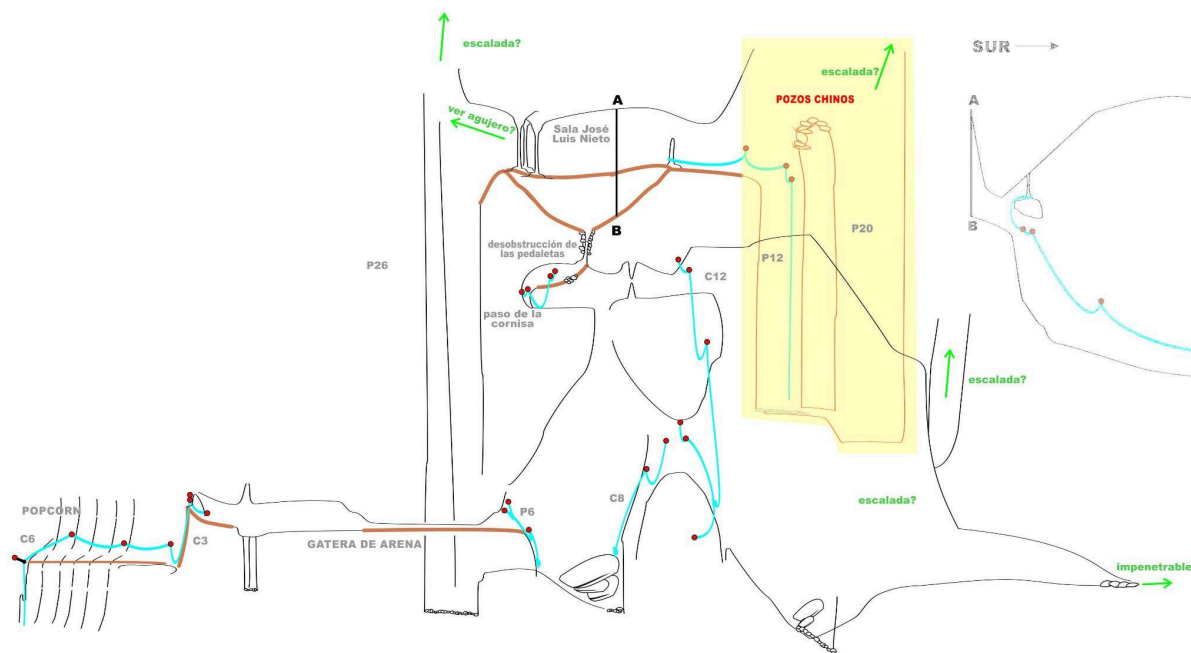 escalada?
escalada?
SUR
POZOS CHINOS
A
A
ver agujero?
Sala José
Luis Nieto
B
B
desobstrucción de
las pedaletas
P26
C12
P12
P20
paso de la
cornisa
escalada?
C8
escalada?
POPCORN
P6
C6
C3
GATERA DE ARENA
impenetrable